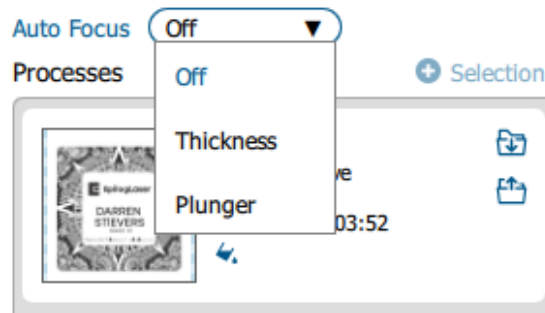 Auto Focus Off ▼
Processes
Selection
Off
Thickness
Plunger
ve
03:52
EpilogLaser
DARREN
STIEVERS